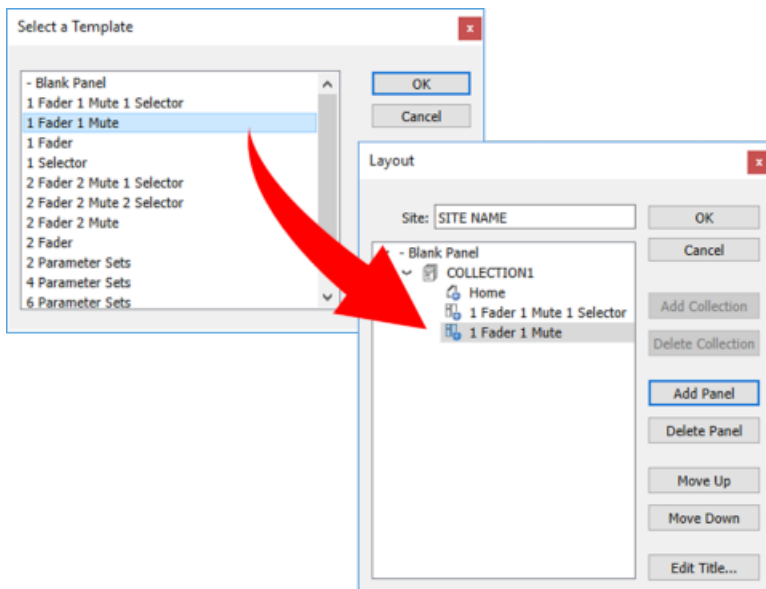 Select a Template
x
- Blank Panel
1 Fader 1 Mute 1 Selector
1 Fader 1 Mute
1 Fader
1 Selector
2 Fader 2 Mute 1 Selector
2 Fader 2 Mute 2 Selector
2 Fader 2 Mute
2 Fader
2 Parameter Sets
4 Parameter Sets
6 Parameter Sets
OK
Cancel
Layout
x
Site: SITE NAME
- Blank Panel
COLLECTION1
Home
1 Fader 1 Mute 1 Selector
1 Fader 1 Mute
OK
Cancel
Add Collection
Delete Collection
Add Panel
Delete Panel
Move Up
Move Down
Edit Title...